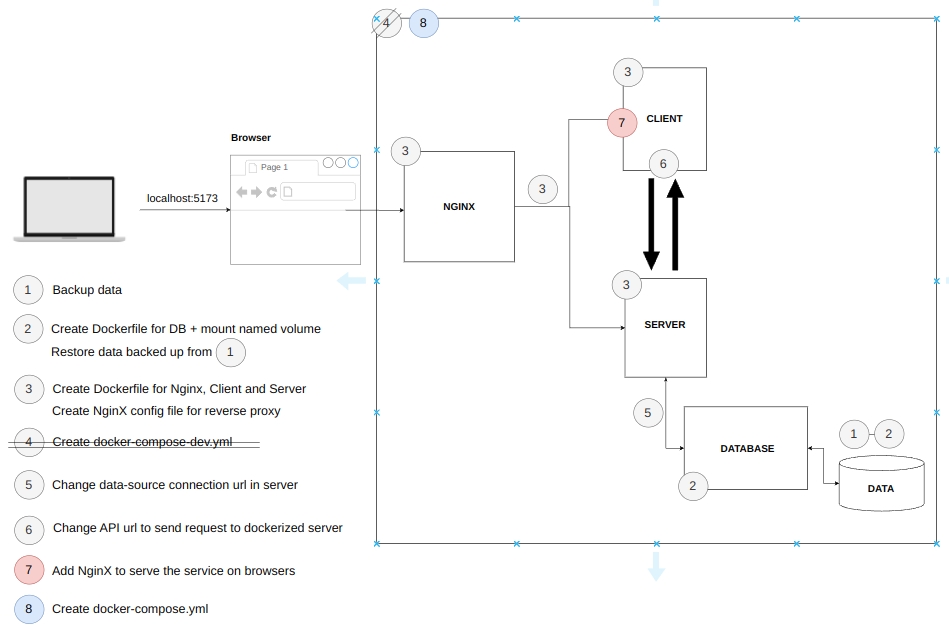 4 8
3
CLIENT
7
6
Browser
Page 1
3
NGINX
3
localhost:5173
3
SERVER
5
DATABASE
2
1 2
DATA
1 Backup data
2 Create Dockerfile for DB + mount named volume
Restore data backed up from 1
3 Create Dockerfile for Nginx, Client and Server
Create NginX config file for reverse proxy
4 Create docker-compose-dev.yml
5 Change data-source connection url in server
6 Change API url to send request to dockerized server
7 Add NginX to serve the service on browsers
8 Create docker-compose.yml